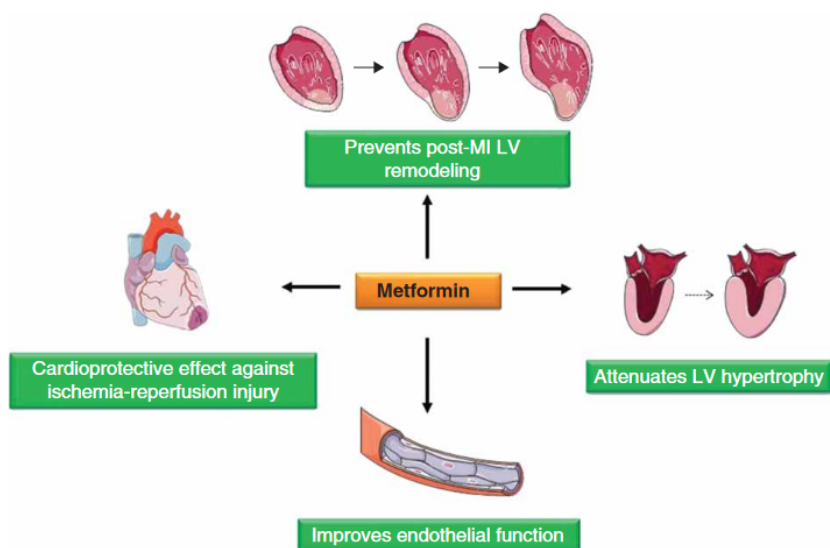 Prevents post-MI LV
remodeling
Metformin
Cardioprotective effect against
ischemia-reperfusion injury
Attenuates LV hypertrophy
Improves endothelial function